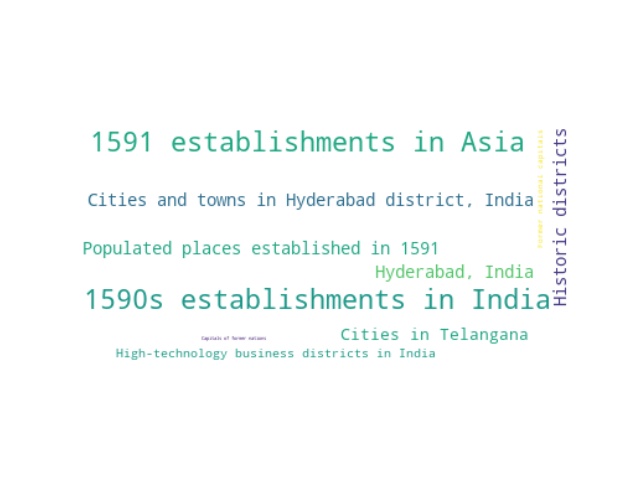 1591 establishments in Asia
Cities and towns in Hyderabad district, India
Populated places established in 1591
Hyderabad, India
1590s establishments in India
Cities in Telangana
Capitals of former nations
High-technology business districts in India
Former national capitals
Historic districts